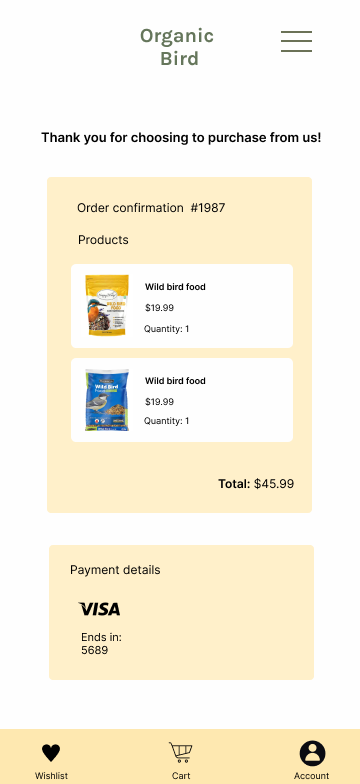 Organic
Bird
Thank you for choosing to purchase from us!
Order confirmation  #1987
Products
Wild bird food
$19.99
Quantity: 1
Wild Bird
Wild bird food
$19.99
Quantity: 1
Total: $45.99
Payment details
VISA
Ends in:
5689
Wishlist
Cart
Account